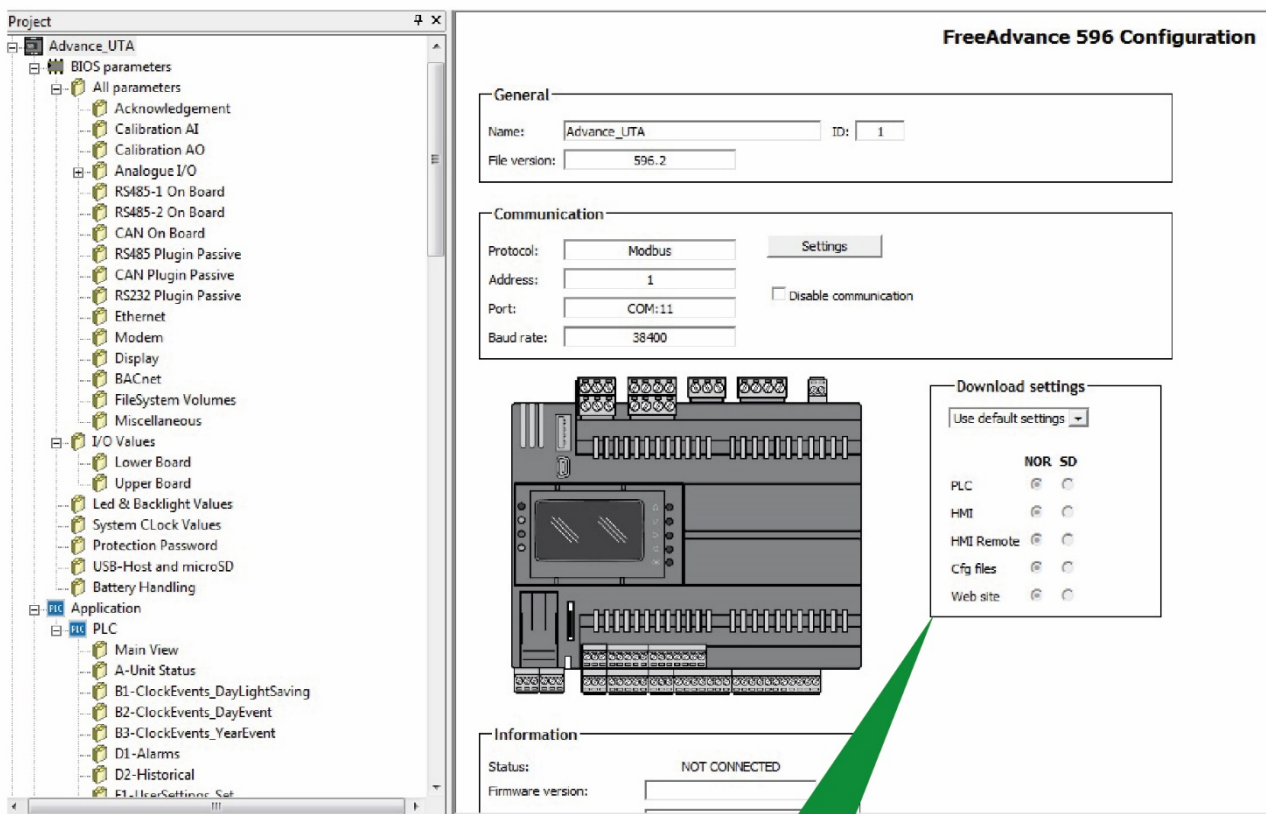 Project
Advance_UTA
BIOS parameters
All parameters
Acknowledgement
Calibration AI
Calibration AO
Analogue I/O
RS485-1 On Board
RS485-2 On Board
CAN On Board
RS485 Plugin Passive
CAN Plugin Passive
RS232 Plugin Passive
Ethernet
Modem
Display
BACnet
FileSystem Volumes
Miscellaneous
I/O Values
Lower Board
Upper Board
Led & Backlight Values
System CLock Values
Protection Password
USB-Host and microSD
Battery Handling
PLC Application
PLC PLC
Main View
A-Unit Status
B1-ClockEvents_DayLightSaving
B2-ClockEvents_DayEvent
B3-ClockEvents_YearEvent
D1-Alarms
D2-Historical
E1-UserSettings_Set
FreeAdvance 596 Configuration
General
Name: Advance_UTA ID: 1
File version: 596.2
Communication
Protocol: Modbus Settings
Address: 1
Disable communication
Port: COM:11
Baud rate: 38400
Download settings
Use default settings
NOR SD
PLC
HMI
HMI Remote
Cfg files
Web site
Information
Status: NOT CONNECTED
Firmware version: